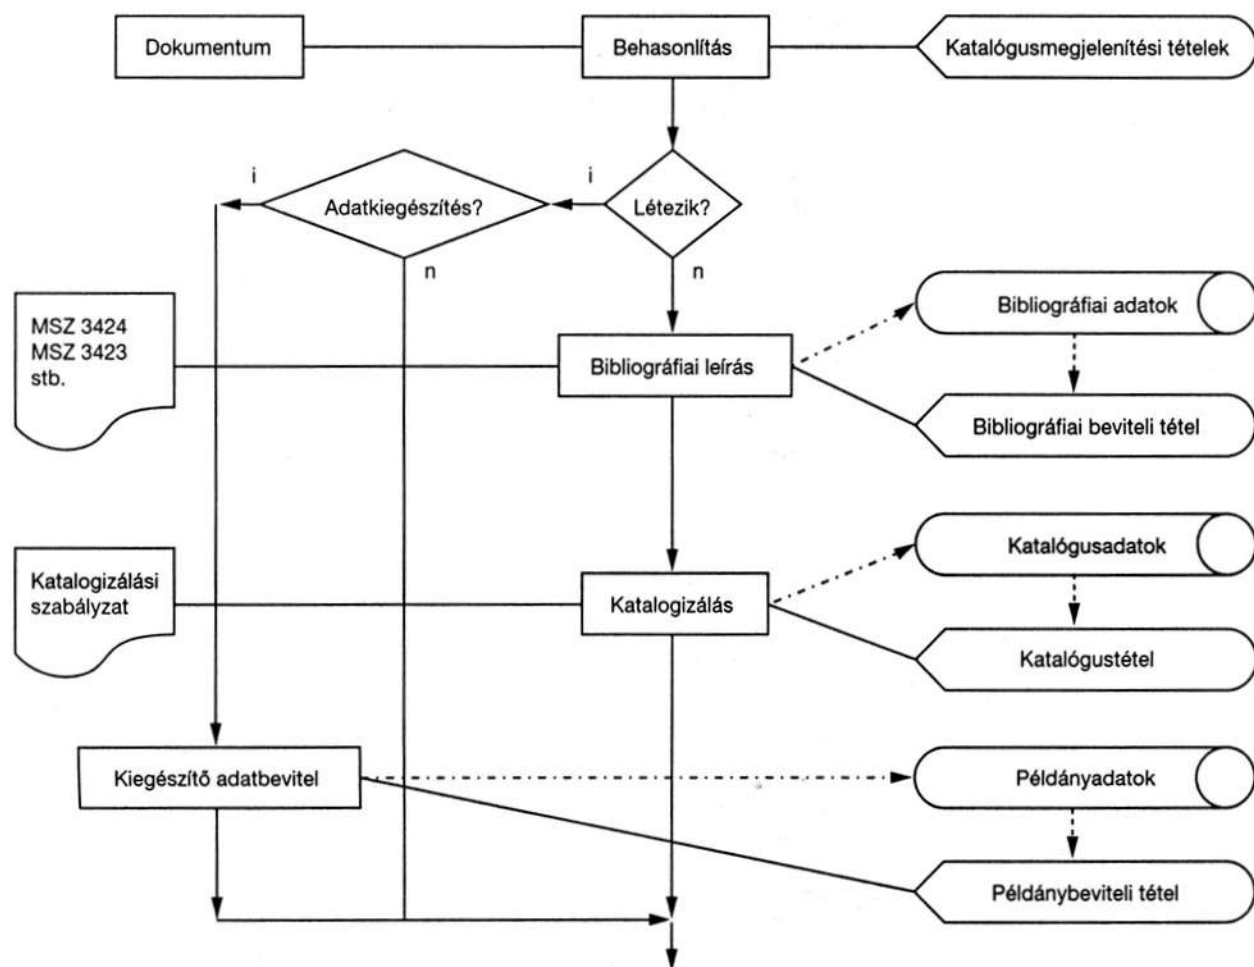 Dokumentum
Behasonlítás
Katalógusmegjelenítési tételek
i
i
Adatkiegészítés?
Létezik?
n
n
MSZ 3424
MSZ 3423
stb.
Bibliográfiai adatok
Bibliográfiai leírás
Bibliográfiai beviteli tétel
Katalógusadatok
Katalogizálási
szabályzat
Katalogizálás
Katalógustétel
Kiegészítő adatbevitel
Példányadatok
Példánybeviteli tétel